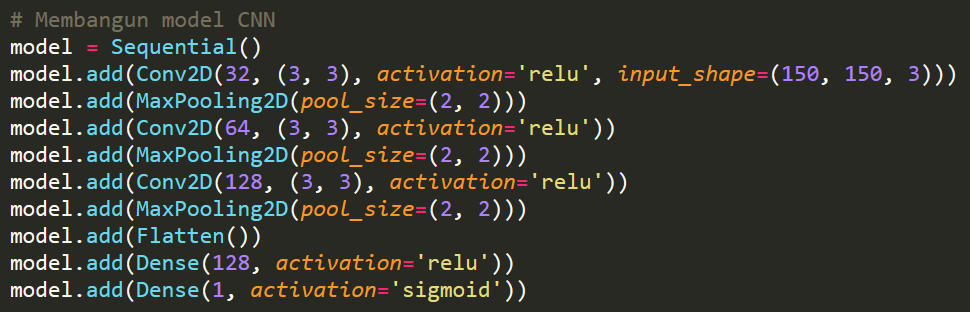 # Membangun model CNN
model = Sequential()
model.add(Conv2D(32, (3, 3), activation='relu', input_shape=(150, 150, 3)))
model.add(MaxPooling2D(pool_size=(2, 2)))
model.add(Conv2D(64, (3, 3), activation='relu'))
model.add(MaxPooling2D(pool_size=(2, 2)))
model.add(Conv2D(128, (3, 3), activation='relu'))
model.add(MaxPooling2D(pool_size=(2, 2)))
model.add(Flatten())
model.add(Dense(128, activation='relu'))
model.add(Dense(1, activation='sigmoid'))